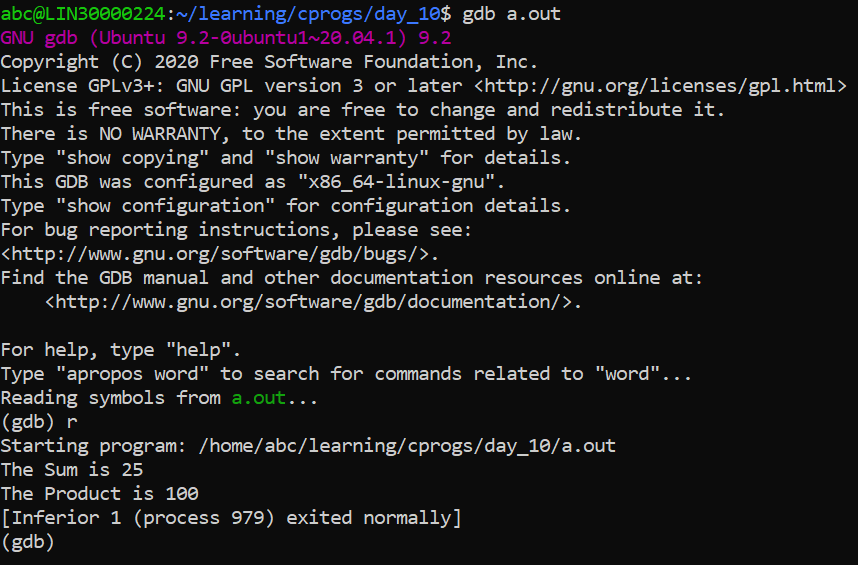 abc@LIN30000224:~/learning/cprogs/day_10$ gdb a.out
GNU gdb (Ubuntu 9.2-0ubuntu1~20.04.1) 9.2
Copyright (C) 2020 Free Software Foundation, Inc.
License GPLv3+: GNU GPL version 3 or later <http://gnu.org/licenses/gpl.html>
This is free software: you are free to change and redistribute it.
There is NO WARRANTY, to the extent permitted by law.
Type "show copying" and "show warranty" for details.
This GDB was configured as "x86_64-linux-gnu".
Type "show configuration" for configuration details.
For bug reporting instructions, please see:
<http://www.gnu.org/software/gdb/bugs/>.
Find the GDB manual and other documentation resources online at:
    <http://www.gnu.org/software/gdb/documentation/>.

For help, type "help".
Type "apropos word" to search for commands related to "word"...
Reading symbols from a.out...
(gdb) r
Starting program: /home/abc/learning/cprogs/day_10/a.out
The Sum is 25
The Product is 100
[Inferior 1 (process 979) exited normally]
(gdb)